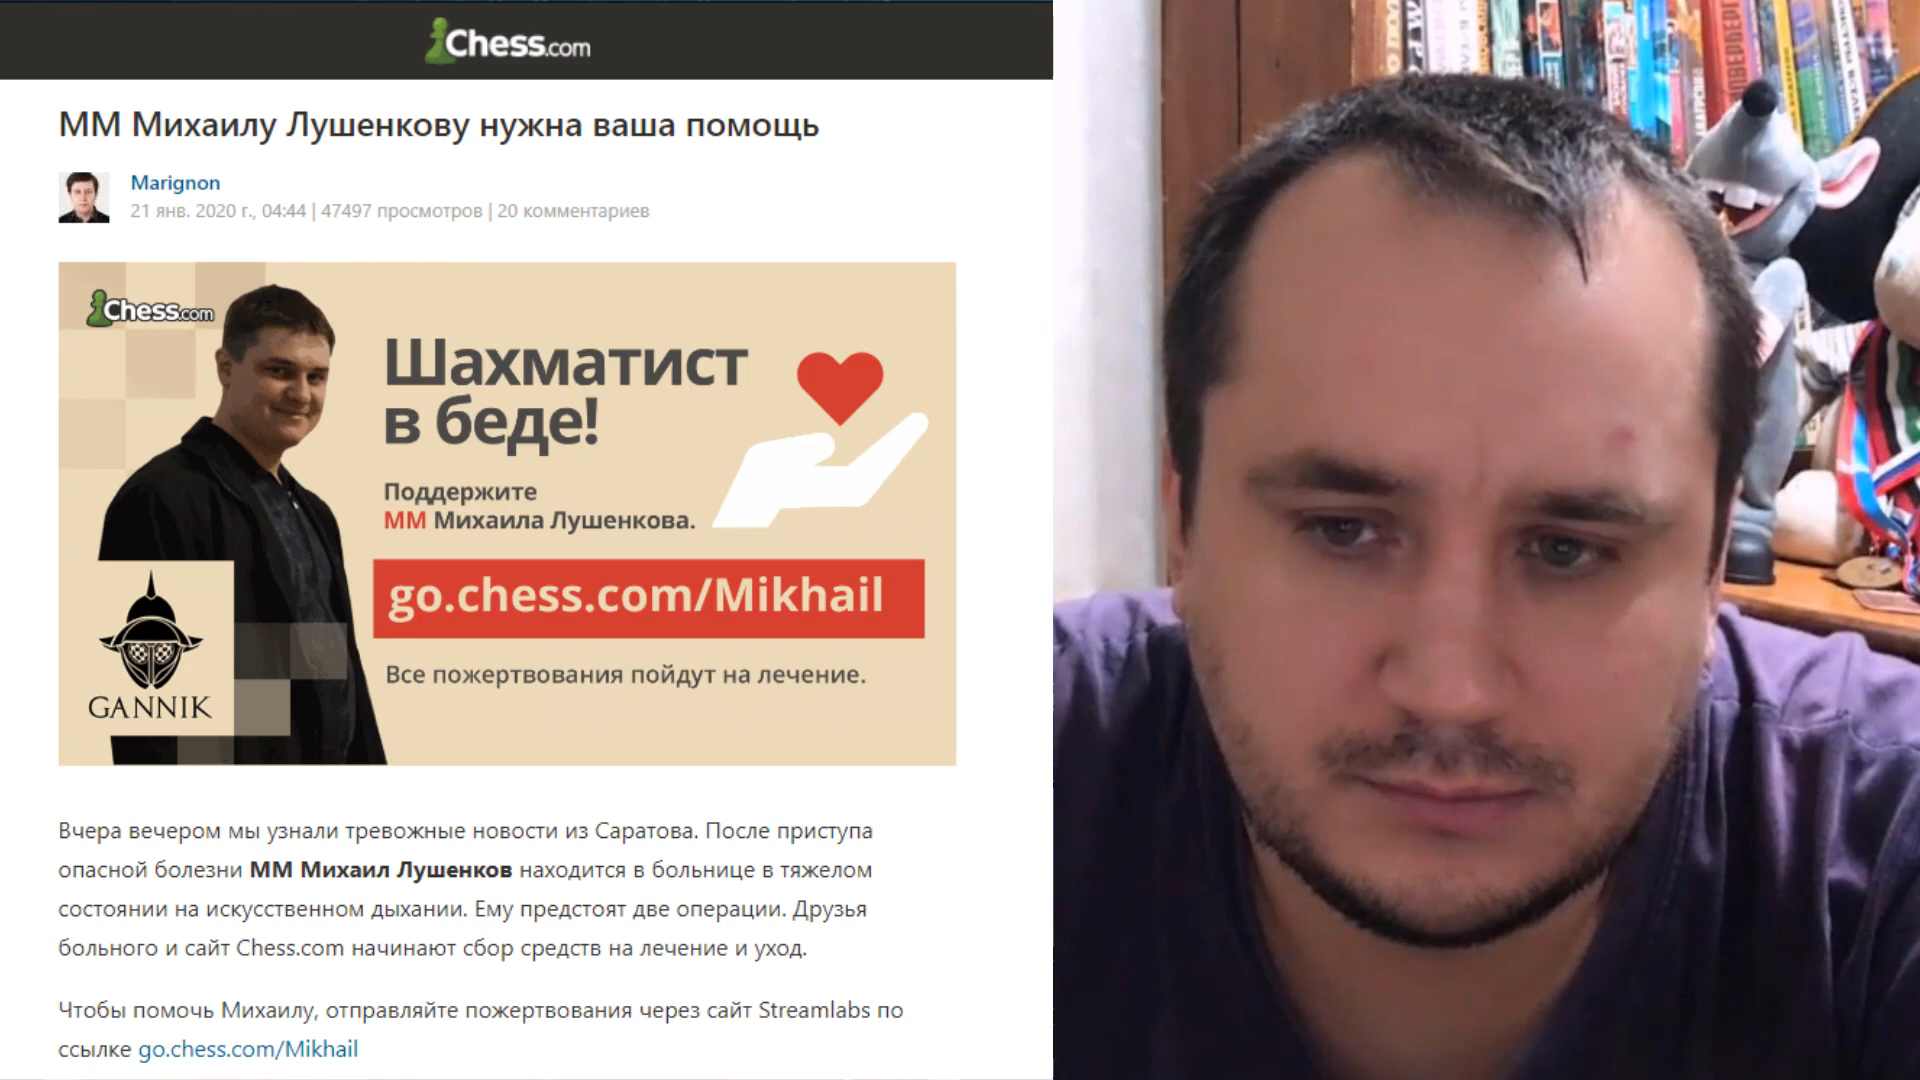 Chess.com
ММ Михаилу Лушенкову нужна ваша помощь
Marignon
21 янв. 2020 г., 04:44 | 47497 просмотров | 20 комментариев
Chess.com
Шахматист
в беде!
Поддержите
ММ Михаила Лушенкова.
go.chess.com/Mikhail
Все пожертвования пойдут на лечение.
GANNIK
Вчера вечером мы узнали тревожные новости из Саратова. После приступа
опасной болезни ММ Михаил Лушенков находится в больнице в тяжелом
состоянии на искусственном дыхании. Ему предстоят две операции. Друзья
больного и сайт Chess.com начинают сбор средств на лечение и уход.
Чтобы помочь Михаилу, отправляйте пожертвования через сайт Streamlabs по
ссылке go.chess.com/Mikhail